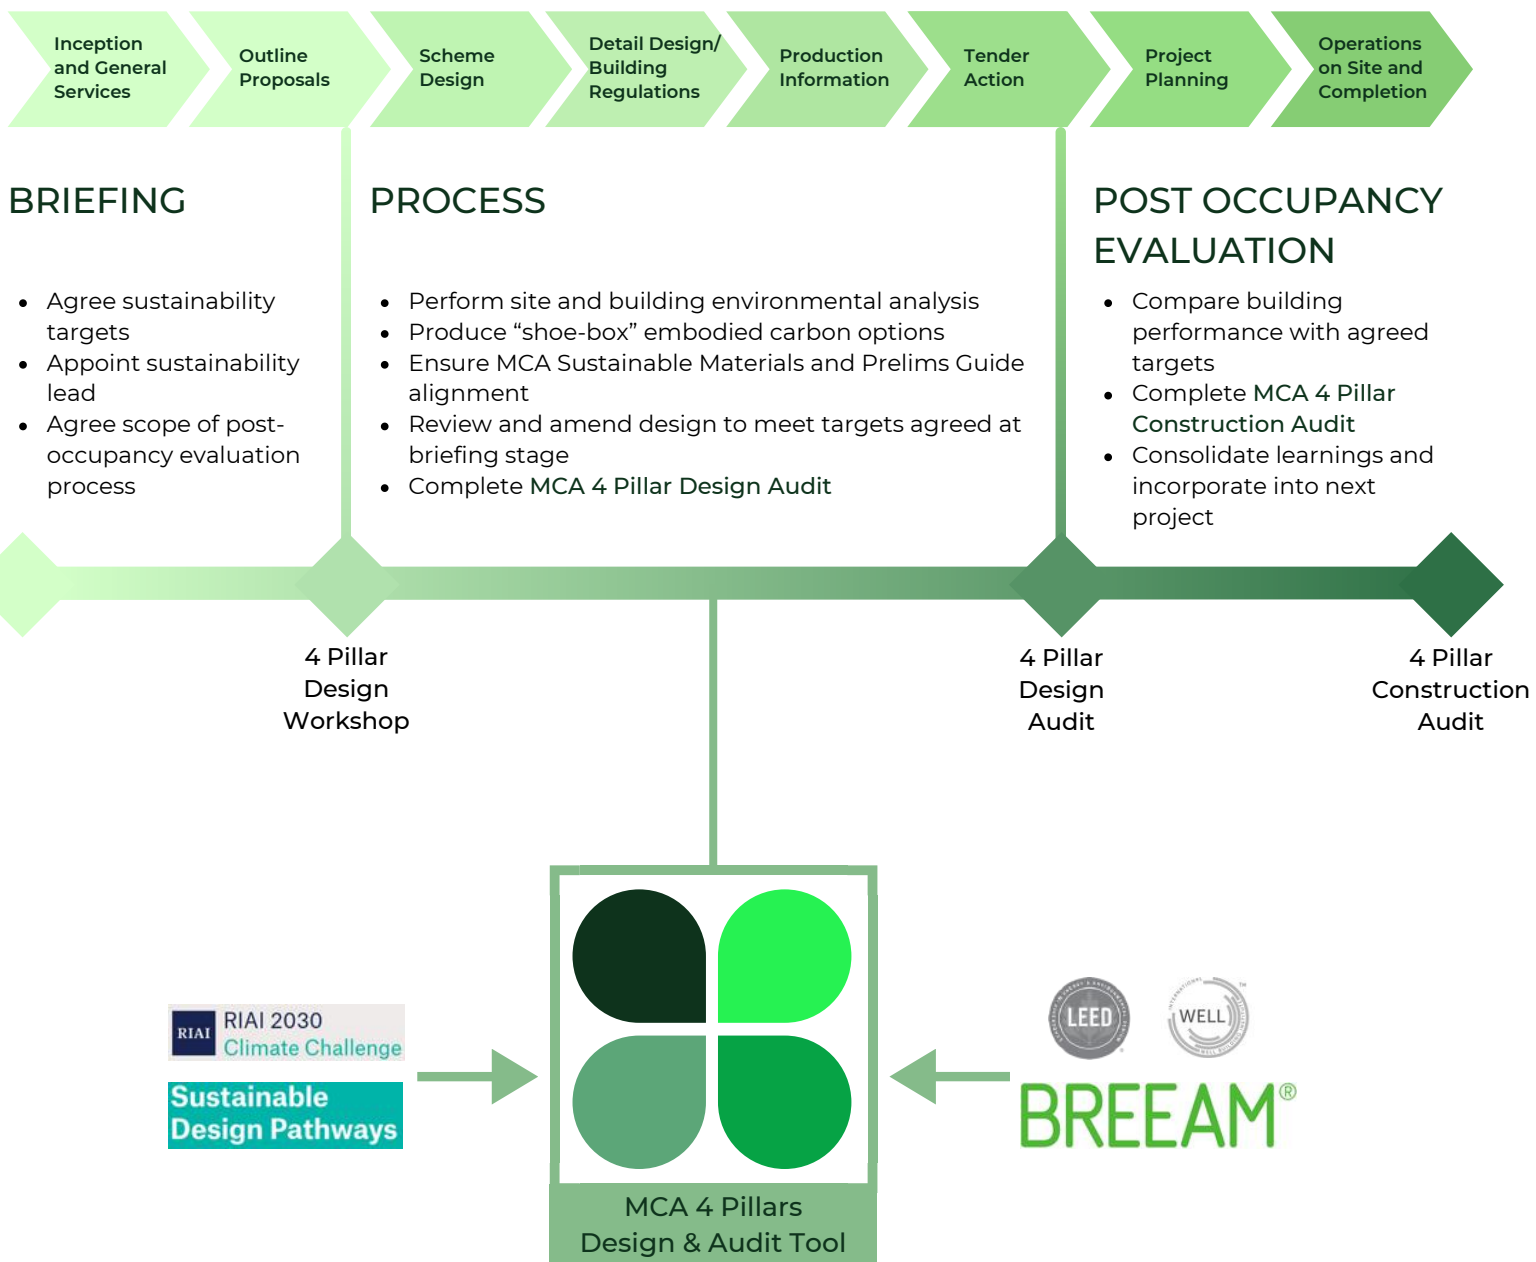 Inception
and General
Services
Outline
Proposals
Scheme
Design
Detail Design/
Building
Regulations
Production
Information
Tender
Action
Project
Planning
Operations
on Site and
Completion
BRIEFING
• Agree sustainability
targets
• Appoint sustainability
lead
• Agree scope of post-
occupancy evaluation
process
PROCESS
• Perform site and building environmental analysis
• Produce “shoe-box” embodied carbon options
• Ensure MCA Sustainable Materials and Prelims Guide
alignment
• Review and amend design to meet targets agreed at
briefing stage
• Complete MCA 4 Pillar Design Audit
POST OCCUPANCY
EVALUATION
• Compare building
performance with agreed
targets
• Complete MCA 4 Pillar
Construction Audit
• Consolidate learnings and
incorporate into next
project
4 Pillar
Design
Workshop
4 Pillar
Design
Audit
4 Pillar
Construction
Audit
RIAI
RIAI 2030
Climate Challenge
Sustainable
Design Pathways
LEED
WELL
™
BREEAM®
MCA 4 Pillars
Design & Audit Tool